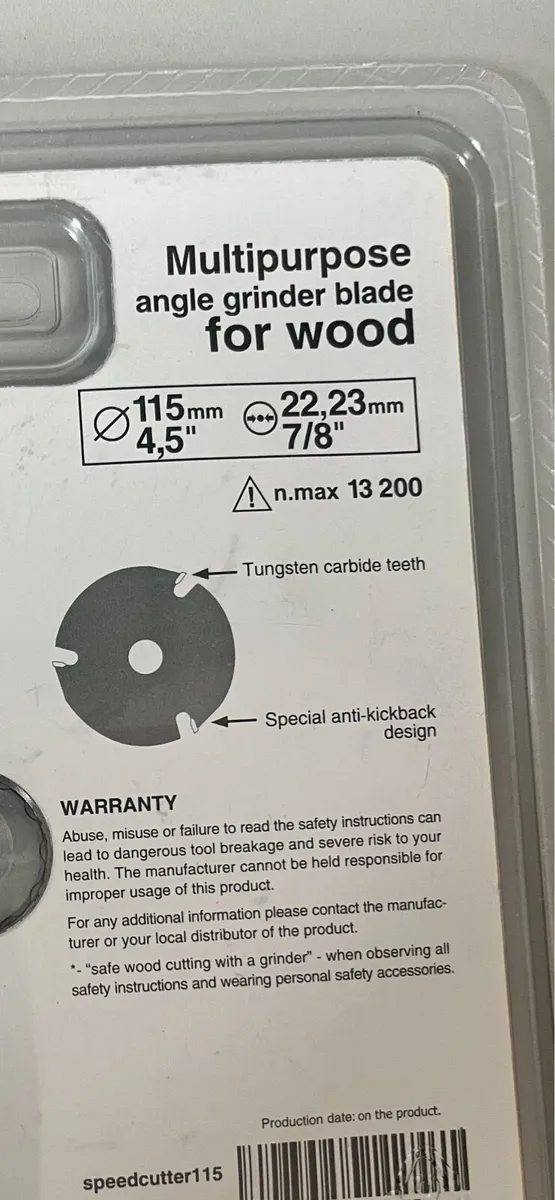 Multipurpose
angle grinder blade
for wood
115mm 22,23mm
4,5" 7/8"
n.max 13 200
Tungsten carbide teeth
Special anti-kickback
design
WARRANTY
Abuse, misuse or failure to read the safety instructions can
lead to dangerous tool breakage and severe risk to your
health. The manufacturer cannot be held responsible for
improper usage of this product.
For any additional information please contact the manufac-
turer or your local distributor of the product.
*- “safe wood cutting with a grinder” - when observing all
safety instructions and wearing personal safety accessories.
Production date: on the product.
speedcutter115